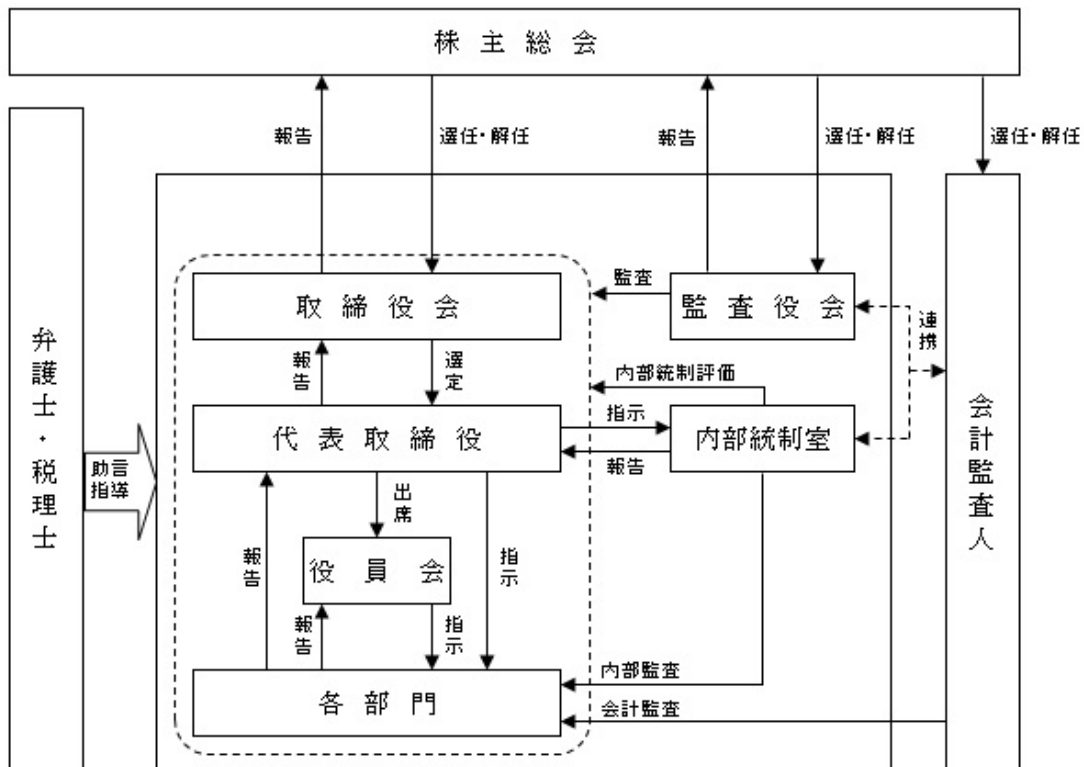 株主総会
報告
選任・解任
報告
選任・解任
選任・解任
取締役会
監査
監査役会
連携
報告
選定
内部統制評価
代表取締役
指示
報告
内部統制室
弁護士・税理士
助言
指導
会計監査人
出席
報告
役員会
指示
報告
指示
内部監査
各部門
会計監査